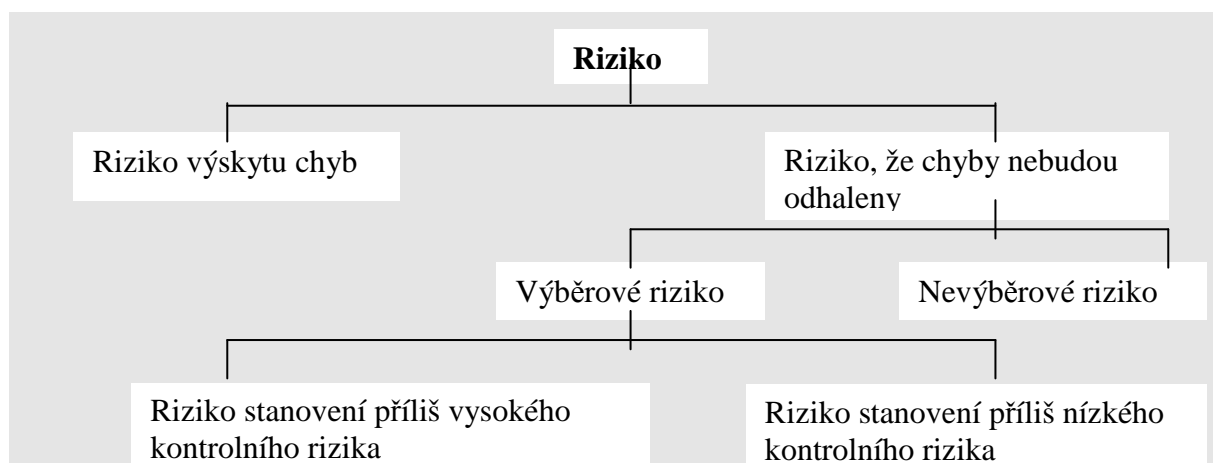 Riziko
Riziko výskytu chyb
Riziko, že chyby nebudou
odhaleny
Výběrové riziko
Nevýběrové riziko
Riziko stanovení příliš vysokého
kontrolního rizika
Riziko stanovení příliš nízkého
kontrolního rizika